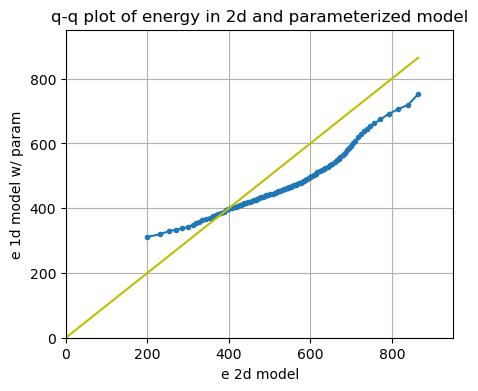 q-q plot of energy in 2d and parameterized model
e 1d model w/ param
800
600
400
200
0
0 200 400 600 800
e 2d model